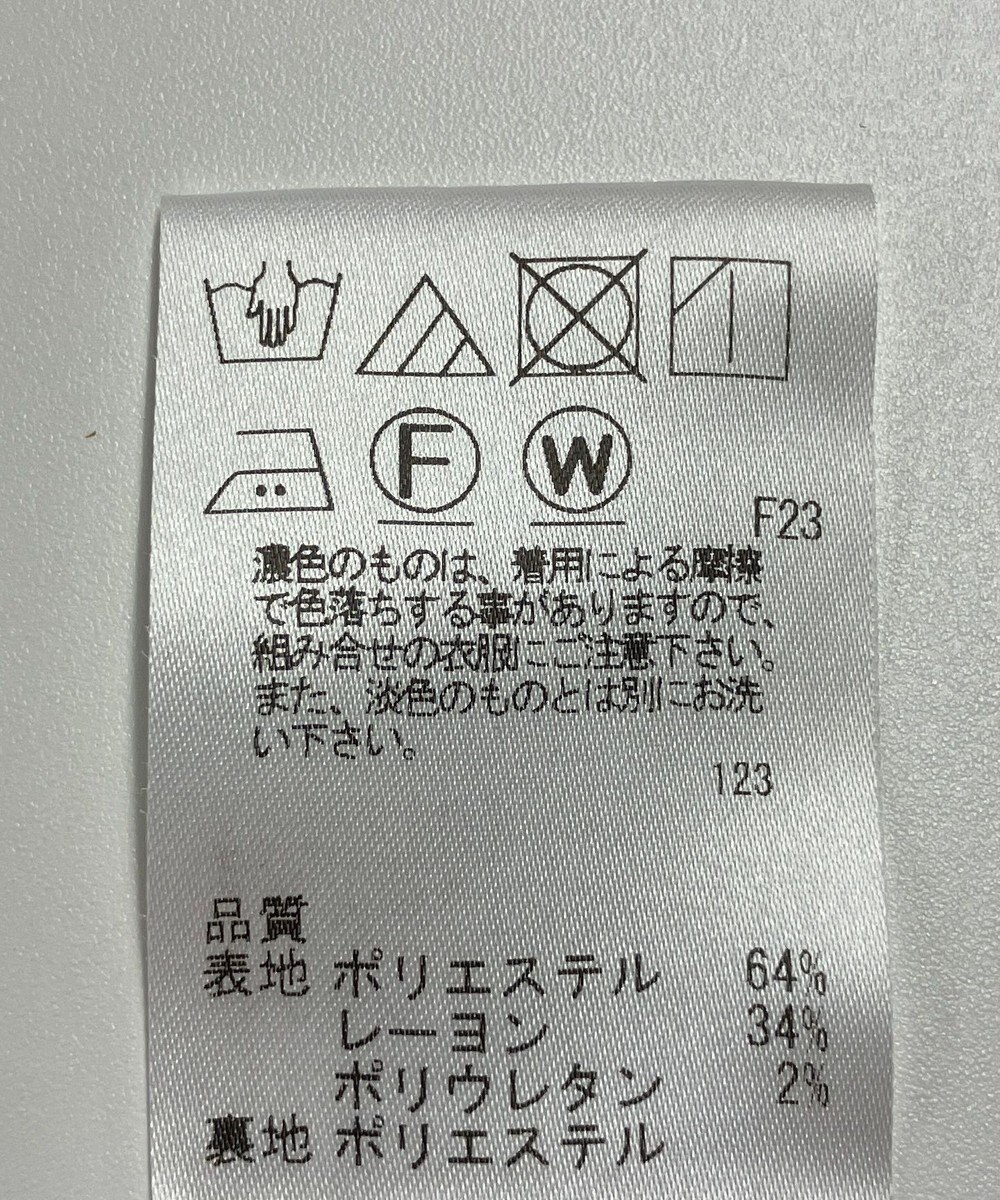 F W
F23
濃色のものは、着用による摩擦
で色落ちする事がありますので、
組み合せの衣服にご注意下さい。
また、淡色のものとは別にお洗
い下さい。
123
品質
表地 ポリエステル 64%
レーヨン 34%
ポリウレタン 2%
裏地 ポリエステル